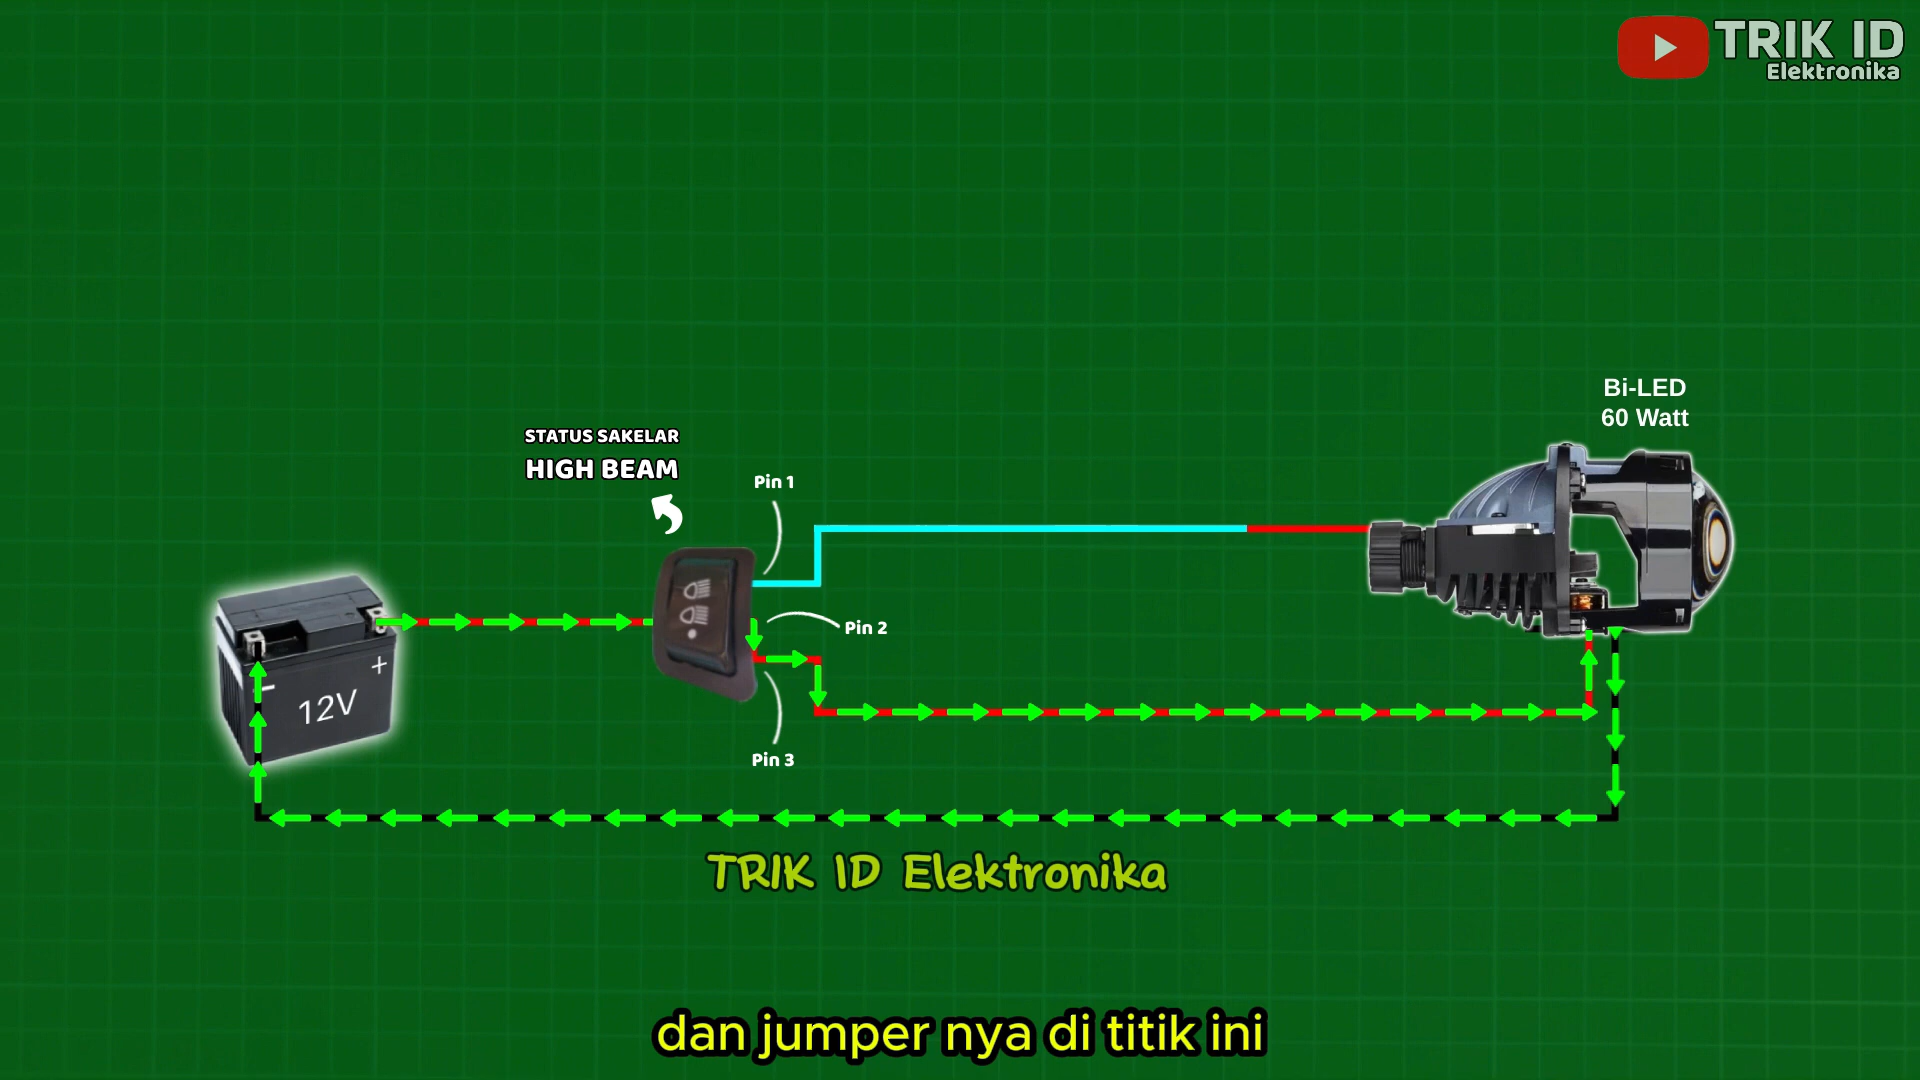 TRIK ID
Elektronika
Bi-LED
60 Watt
STATUS SAKELAR
HIGH BEAM
Pin 1
Pin 2
Pin 3
12V
+
-
TRIK ID Elektronika
dan jumper nya di titik ini